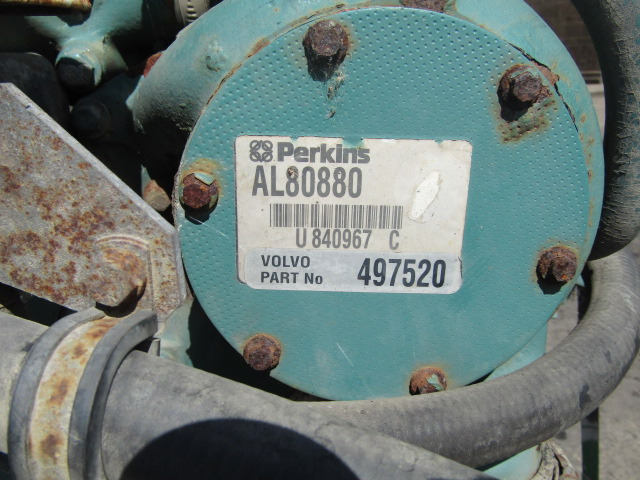 Perkins
AL80880
U 840967 C
VOLVO
PART No 497520